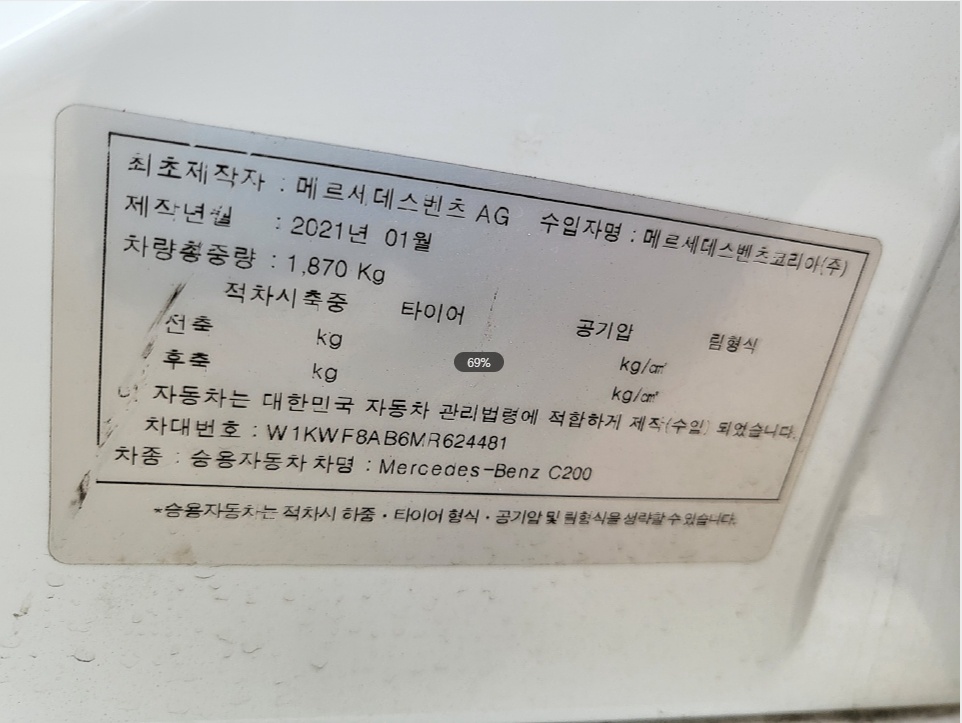 최초제작자 : 메르세데스벤츠 AG 수입자명 : 메르세데스벤츠코리아(주)
제작년월 : 2021년 01월
차량총중량 : 1,870 Kg
적차시축중 타이어 공기압 림형식
전축 kg kg/㎠
후축 kg kg/㎠
69%
이 자동차는 대한민국 자동차 관리법령에 적합하게 제작(수입) 되었습니다.
차대번호 : W1KWF8AB6MR624481
차종 : 승용자동차 차명 : Mercedes-Benz C200
*승용자동차는 적차시 하중 · 타이어 형식 · 공기압 및 림형식을 생략할 수 있습니다.